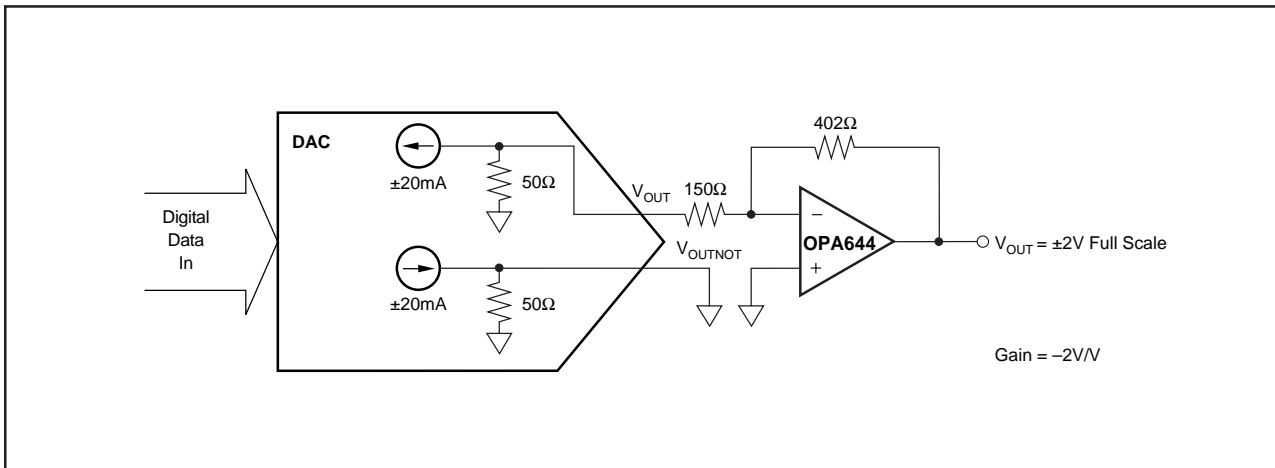 DAC
±20mA
50Ω
±20mA
50Ω
Digital
Data
In
V_OUT
150Ω
402Ω
V_OUTNOT
–
OPA644
+
V_OUT = ±2V Full Scale
Gain = –2V/V